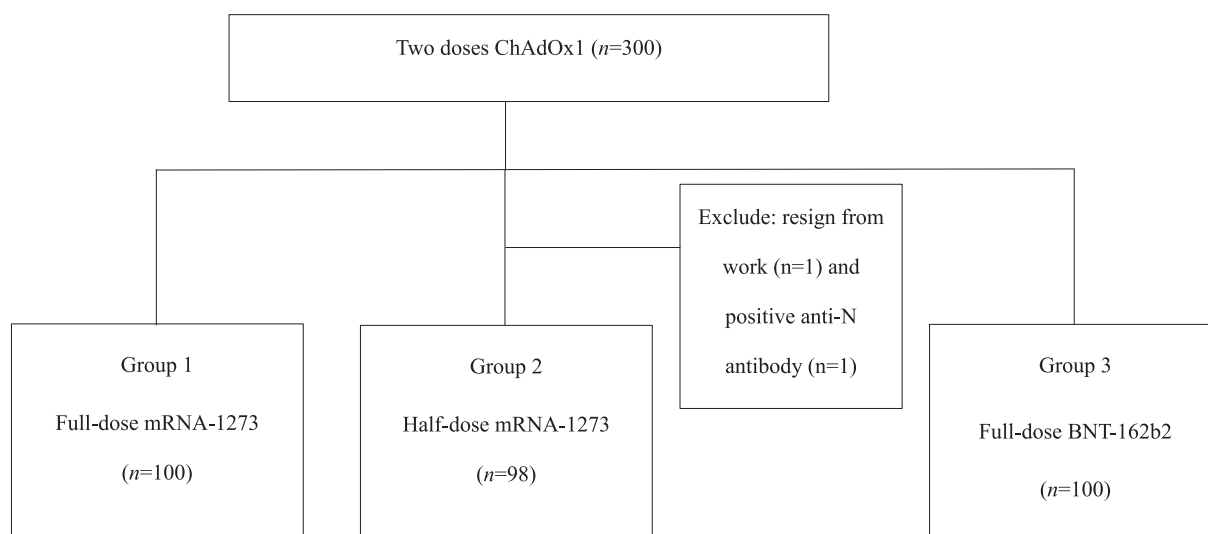 Two doses ChAdOx1 (n=300)
Exclude: resign from
work (n=1) and
positive anti-N
antibody (n=1)
Group 1
Full-dose mRNA-1273
(n=100)
Group 2
Half-dose mRNA-1273
(n=98)
Group 3
Full-dose BNT-162b2
(n=100)